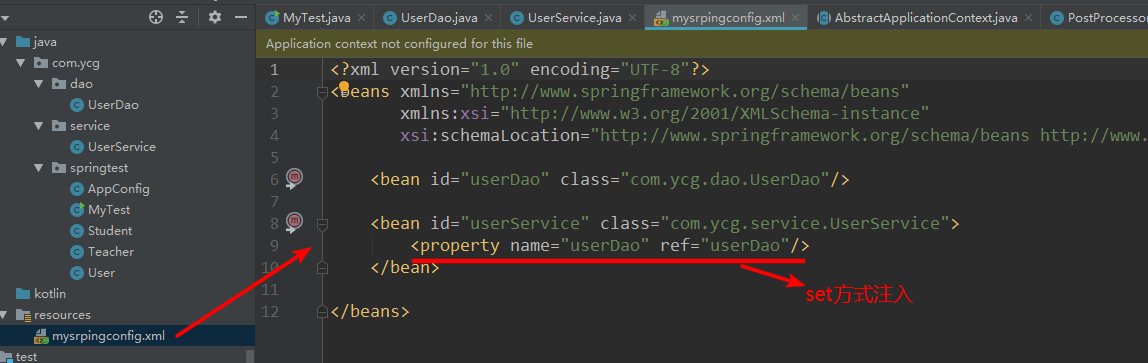 MyTest.java
UserDao.java
UserService.java
mysrpingconfig.xml
AbstractApplicationContext.java
PostProcessor
java
com.ycg
dao
UserDao
service
UserService
springtest
AppConfig
MyTest
Student
Teacher
User
kotlin
resources
mysrpingconfig.xml
test
Application context not configured for this file
1 <?xml version="1.0" encoding="UTF-8"?>
2 <beans xmlns="http://www.springframework.org/schema/beans"
3 xmlns:xsi="http://www.w3.org/2001/XMLSchema-instance"
4 xsi:schemaLocation="http://www.springframework.org/schema/beans http://www.
5
6 <bean id="userDao" class="com.ycg.dao.UserDao"/>
7
8 <bean id="userService" class="com.ycg.service.UserService">
9 <property name="userDao" ref="userDao"/>
10 </bean>
11
12 </beans>
set方式注入